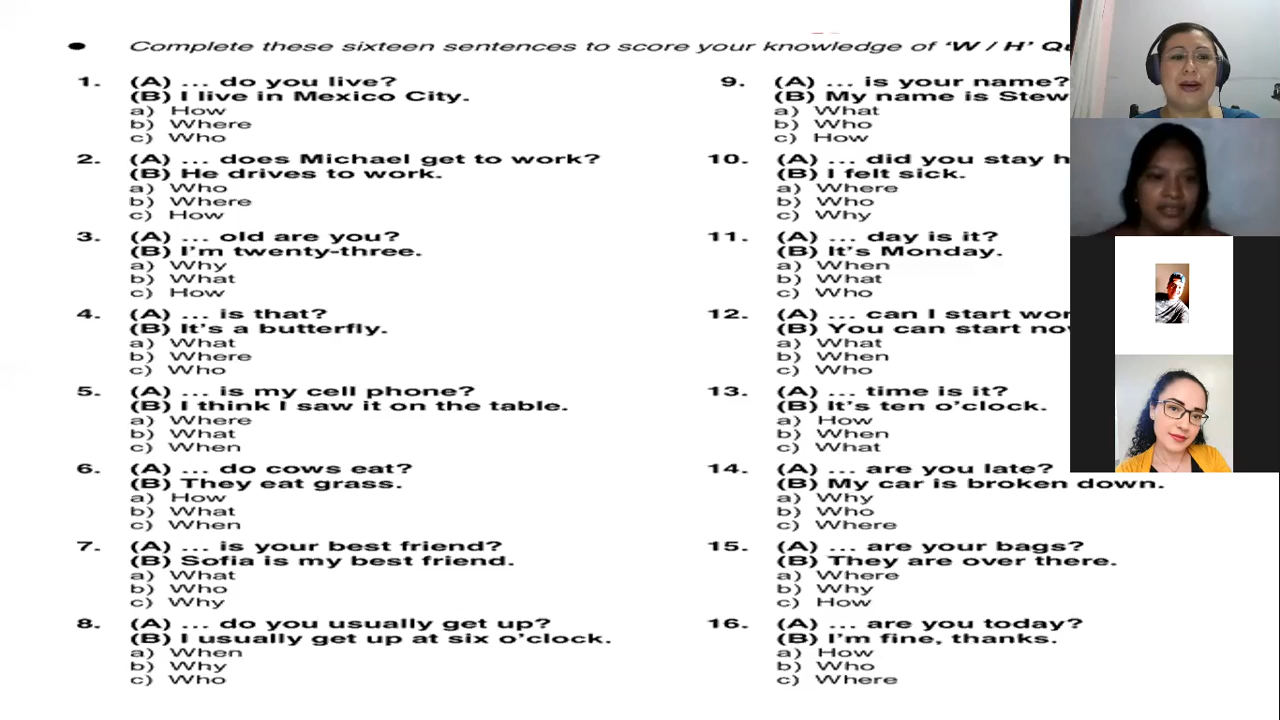 Complete these sixteen sentences to score your knowledge of 'W / H'
1. (A) ... do you live?
(B) I live in Mexico City.
a) How
b) Where
c) Who
2. (A) ... does Michael get to work?
(B) He drives to work.
a) Who
b) Where
c) How
3. (A) ... old are you?
(B) I'm twenty-three.
a) Why
b) What
c) How
4. (A) ... is that?
(B) It's a butterfly.
a) What
b) Where
c) Who
5. (A) ... is my cell phone?
(B) I think I saw it on the table.
a) Where
b) What
c) When
6. (A) ... do cows eat?
(B) They eat grass.
a) How
b) What
c) When
7. (A) ... is your best friend?
(B) Sofia is my best friend.
a) What
b) Who
c) Why
8. (A) ... do you usually get up?
(B) I usually get up at six o'clock.
a) When
b) Why
c) Who
9. (A) ... is your name?
(B) My name is
a) What
b) Who
c) How
10. (A) ... did you stay
(B) I felt sick.
a) Where
b) Who
c) Why
11. (A) ... day is it?
(B) It's Monday.
a) When
b) What
c) Who
12. (A) ... can I start
(B) You can start
a) What
b) When
c) Who
13. (A) ... time is it?
(B) It's ten o'clock.
a) How
b) When
c) What
14. (A) ... are you late?
(B) My car is broken down.
a) Why
b) Who
c) Where
15. (A) ... are your bags?
(B) They are over there.
a) Where
b) Why
c) How
16. (A) ... are you today?
(B) I'm fine, thanks.
a) How
b) Who
c) Where